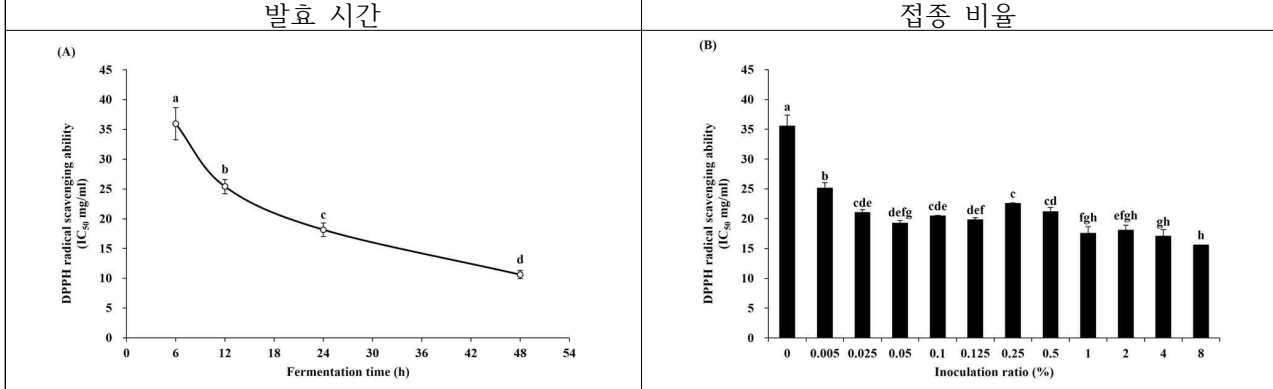 발효 시간
접종 비율
(A)
DPPH radical scavenging ability
(IC50 mg/ml)
45
40
35
30
25
20
15
10
5
0
a
b
c
d
0 6 12 18 24 30 36 42 48 54
Fermentation time (h)
(B)
DPPH radical scavenging ability
(IC50 mg/ml)
45
40
35
30
25
20
15
10
5
0
a
b
cde
defg
cde
def
c
cd
fgh
efgh
gh
h
0 0.005 0.025 0.05 0.1 0.125 0.25 0.5 1 2 4 8
Inoculation ratio (%)